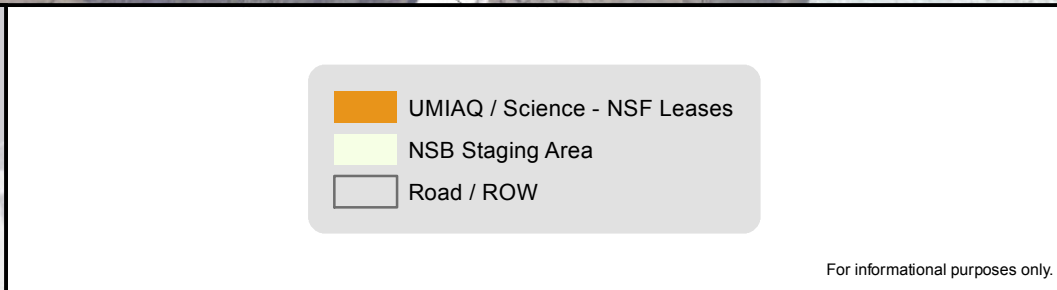 UMIAQ / Science - NSF Leases
NSB Staging Area
Road / ROW
For informational purposes only.